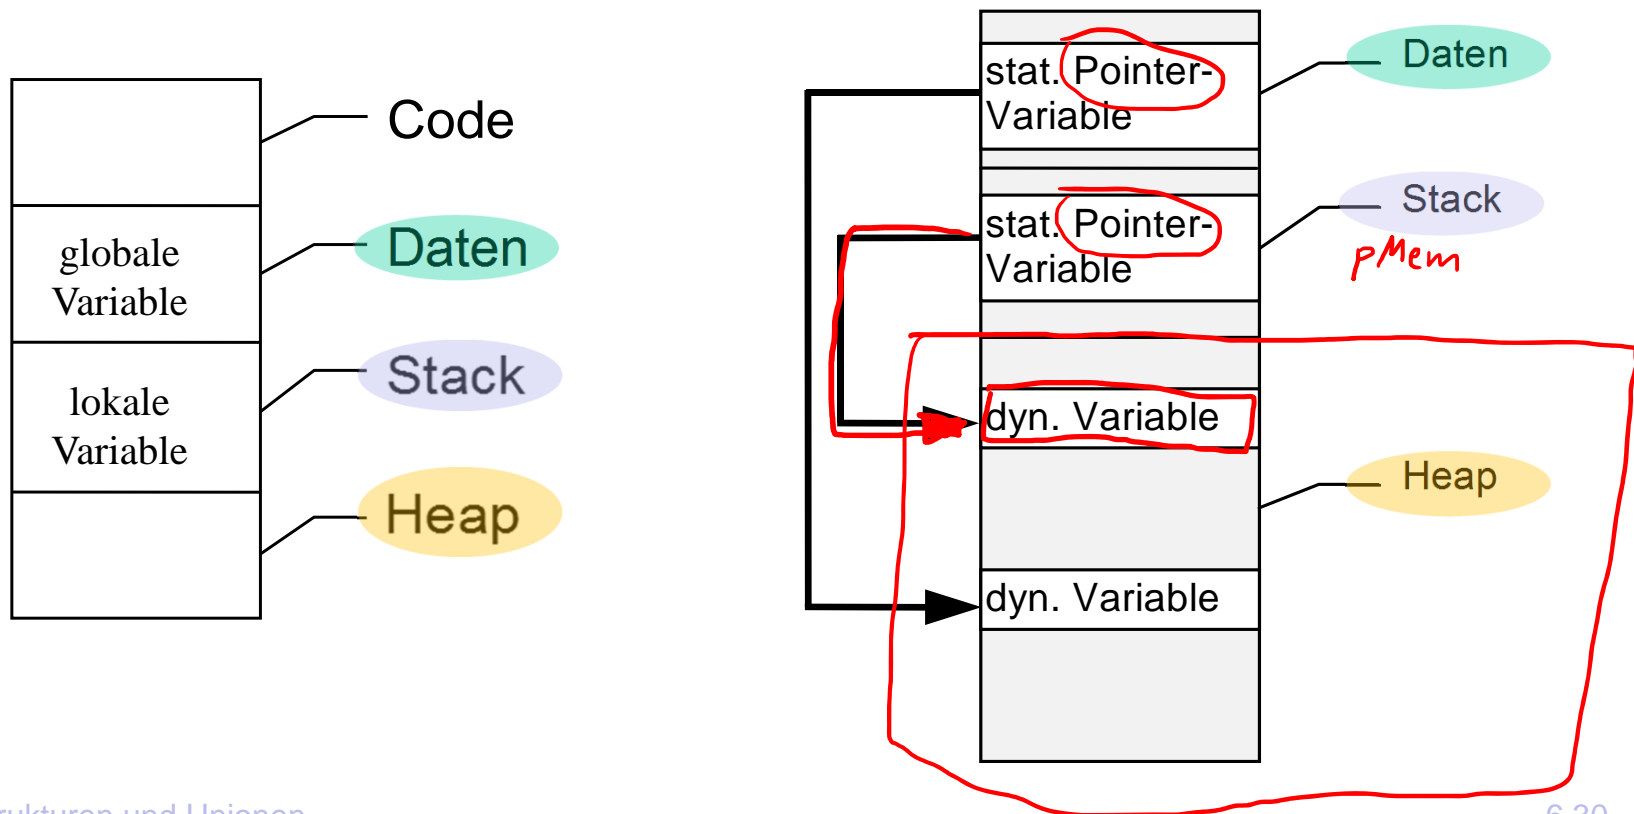 Code
globale
Variable
Daten
lokale
Variable
Stack
Heap
stat. Pointer-
Variable
Daten
stat. Pointer-
Variable
Stack
pMem
dyn. Variable
Heap
dyn. Variable